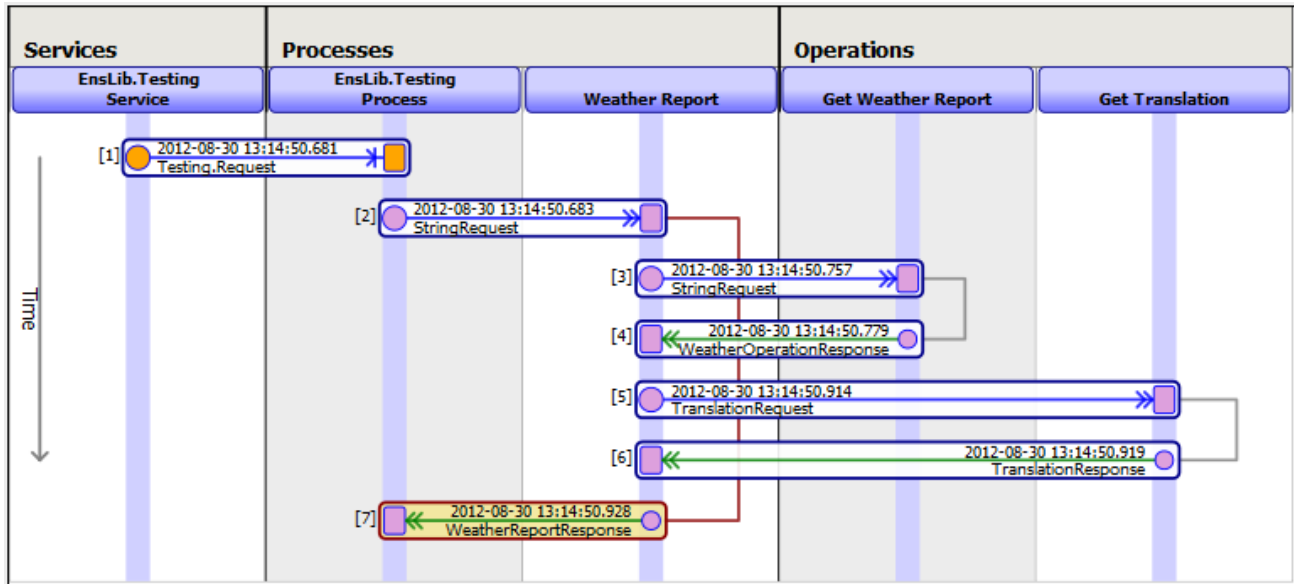 Services
Processes
Operations
EnsLib.Testing
Service
EnsLib.Testing
Process
Weather Report
Get Weather Report
Get Translation
Time
[1]
2012-08-30 13:14:50.681
Testing.Request
[2]
2012-08-30 13:14:50.683
StringRequest
[3]
2012-08-30 13:14:50.757
StringRequest
[4]
2012-08-30 13:14:50.779
WeatherOperationResponse
[5]
2012-08-30 13:14:50.914
TranslationRequest
[6]
2012-08-30 13:14:50.919
TranslationResponse
[7]
2012-08-30 13:14:50.928
WeatherReportResponse